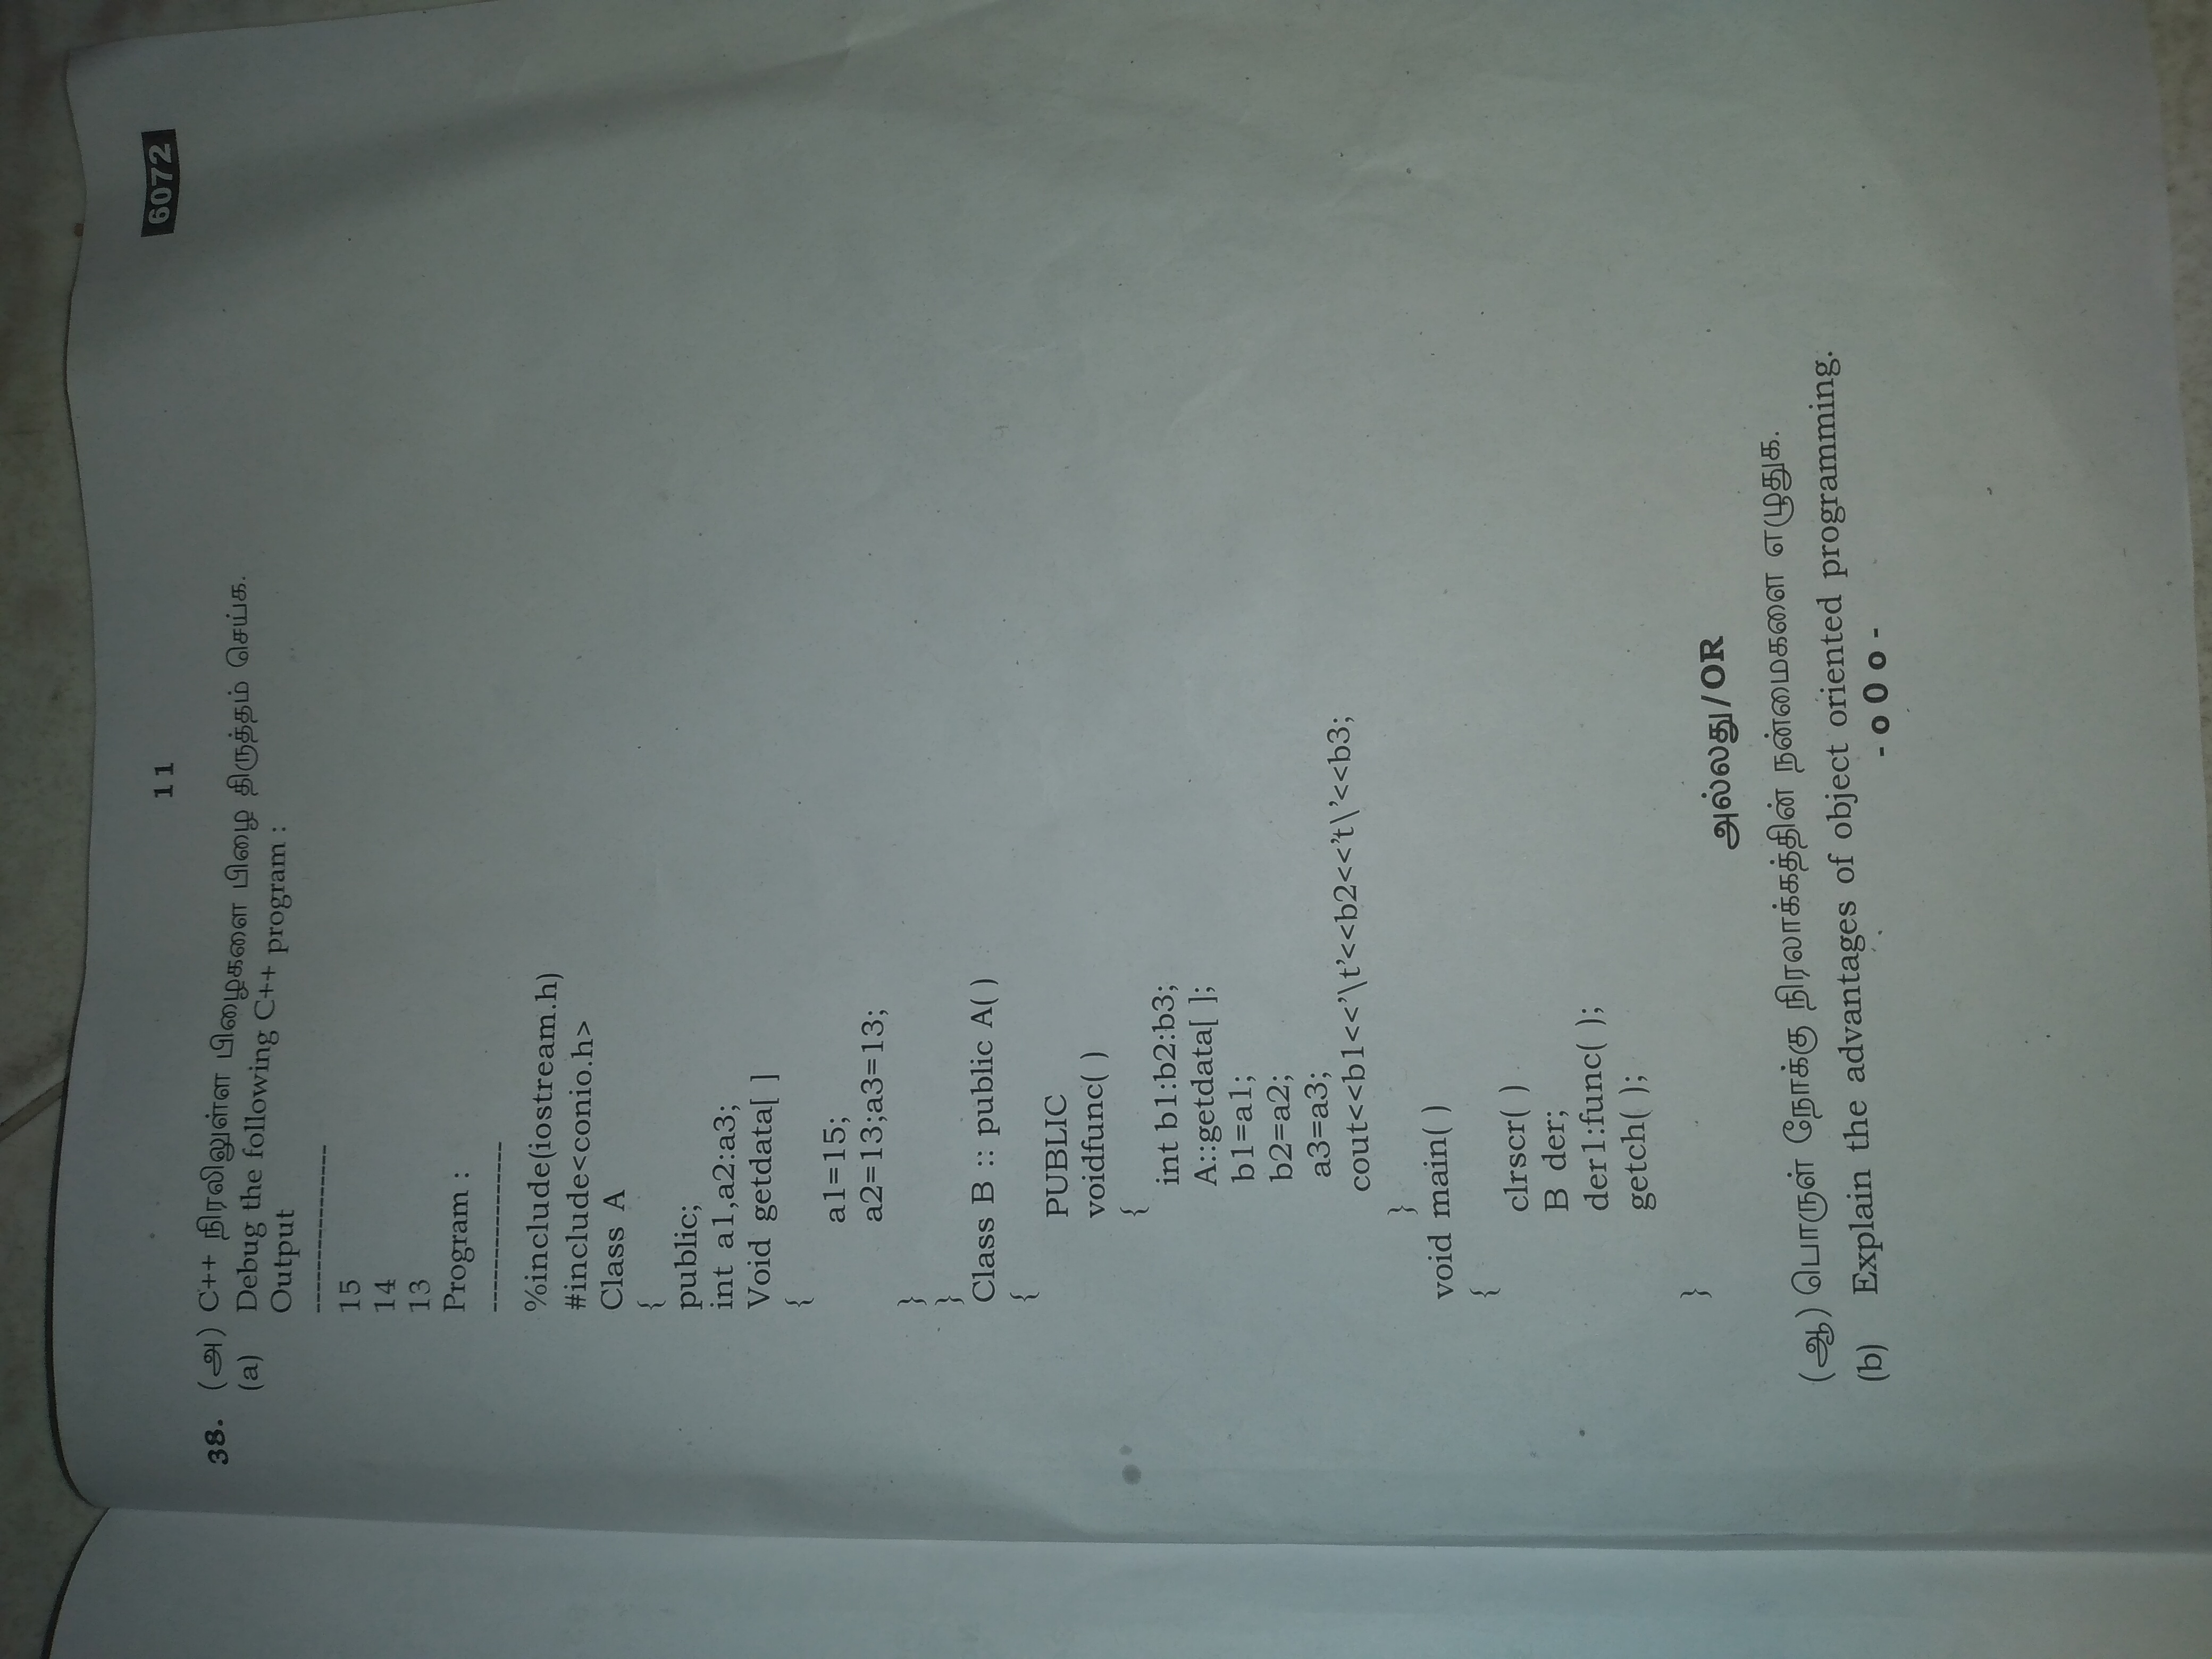 11
6072
38. (அ) C++ நிரலிலுள்ள பிழைகளை பிழை திருத்தம் செய்க.
(a) Debug the following C++ program :
Output
----------------
15
14
13
Program :
----------------
%include(iostream.h)
#include<conio.h>
Class A
{
public;
int a1,a2:a3;
Void getdata[ ]
{
a1=15;
a2=13;a3=13;
}
}
Class B :: public A( )
{
PUBLIC
voidfunc( )
{
int b1:b2:b3;
A::getdata[ ];
b1=a1;
b2=a2;
a3=a3;
cout<<b1<<’\t’<<b2<<’t\’<<b3;
}
void main( )
{
clrscr( )
B der;
der1:func( );
getch( );
}
அல்லது/OR
(ஆ) பொருள் நோக்கு நிரலாக்கத்தின் நன்மைகளை எழுதுக.
(b) Explain the advantages of object oriented programming.
- o 0 o -